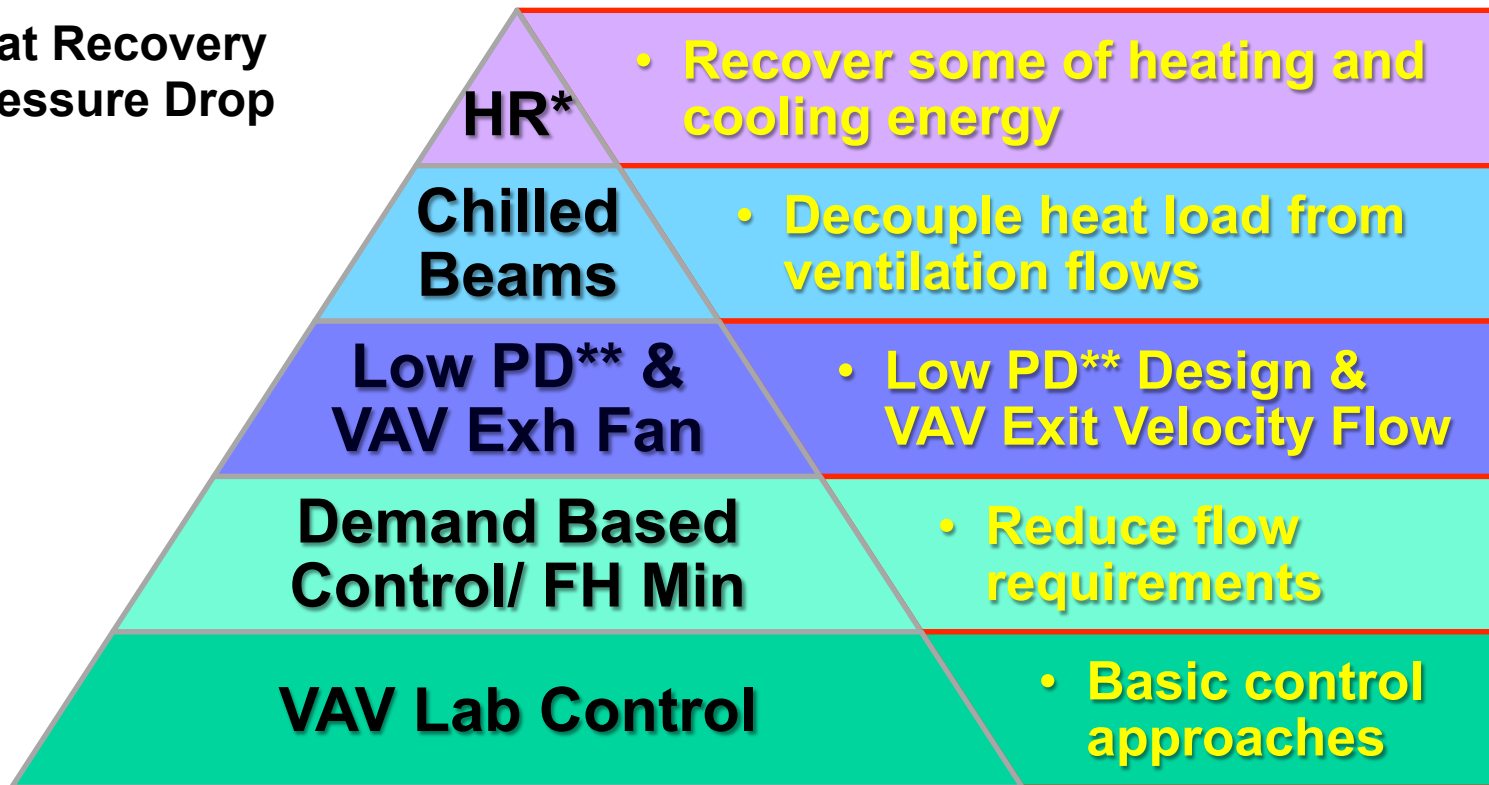 at Recovery
essure Drop
HR*
• Recover some of heating and
cooling energy
Chilled
Beams
• Decouple heat load from
ventilation flows
Low PD** &
VAV Exh Fan
• Low PD** Design &
VAV Exit Velocity Flow
Demand Based
Control/ FH Min
• Reduce flow
requirements
VAV Lab Control
• Basic control
approaches